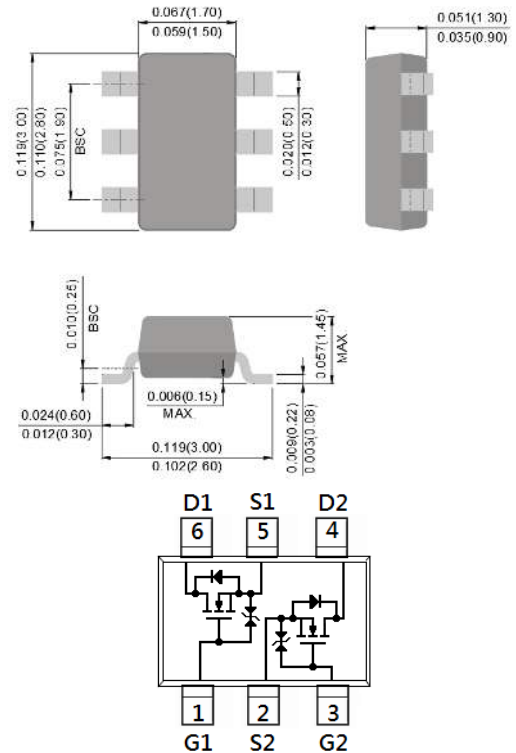 0.067(1.70)
0.059(1.50)
0.051(1.30)
0.035(0.90)
0.119(3.00)
0.110(2.80)
0.075(1.90)
BSC
0.020(0.50)
0.012(0.30)
0.010(0.25)
BSC
0.057(1.45)
MAX
0.006(0.15)
MAX.
0.024(0.60)
0.012(0.30)
0.119(3.00)
0.102(2.60)
0.009(0.22)
0.003(0.08)
D1 S1 D2
6 5 4
1 2 3
G1 S2 G2